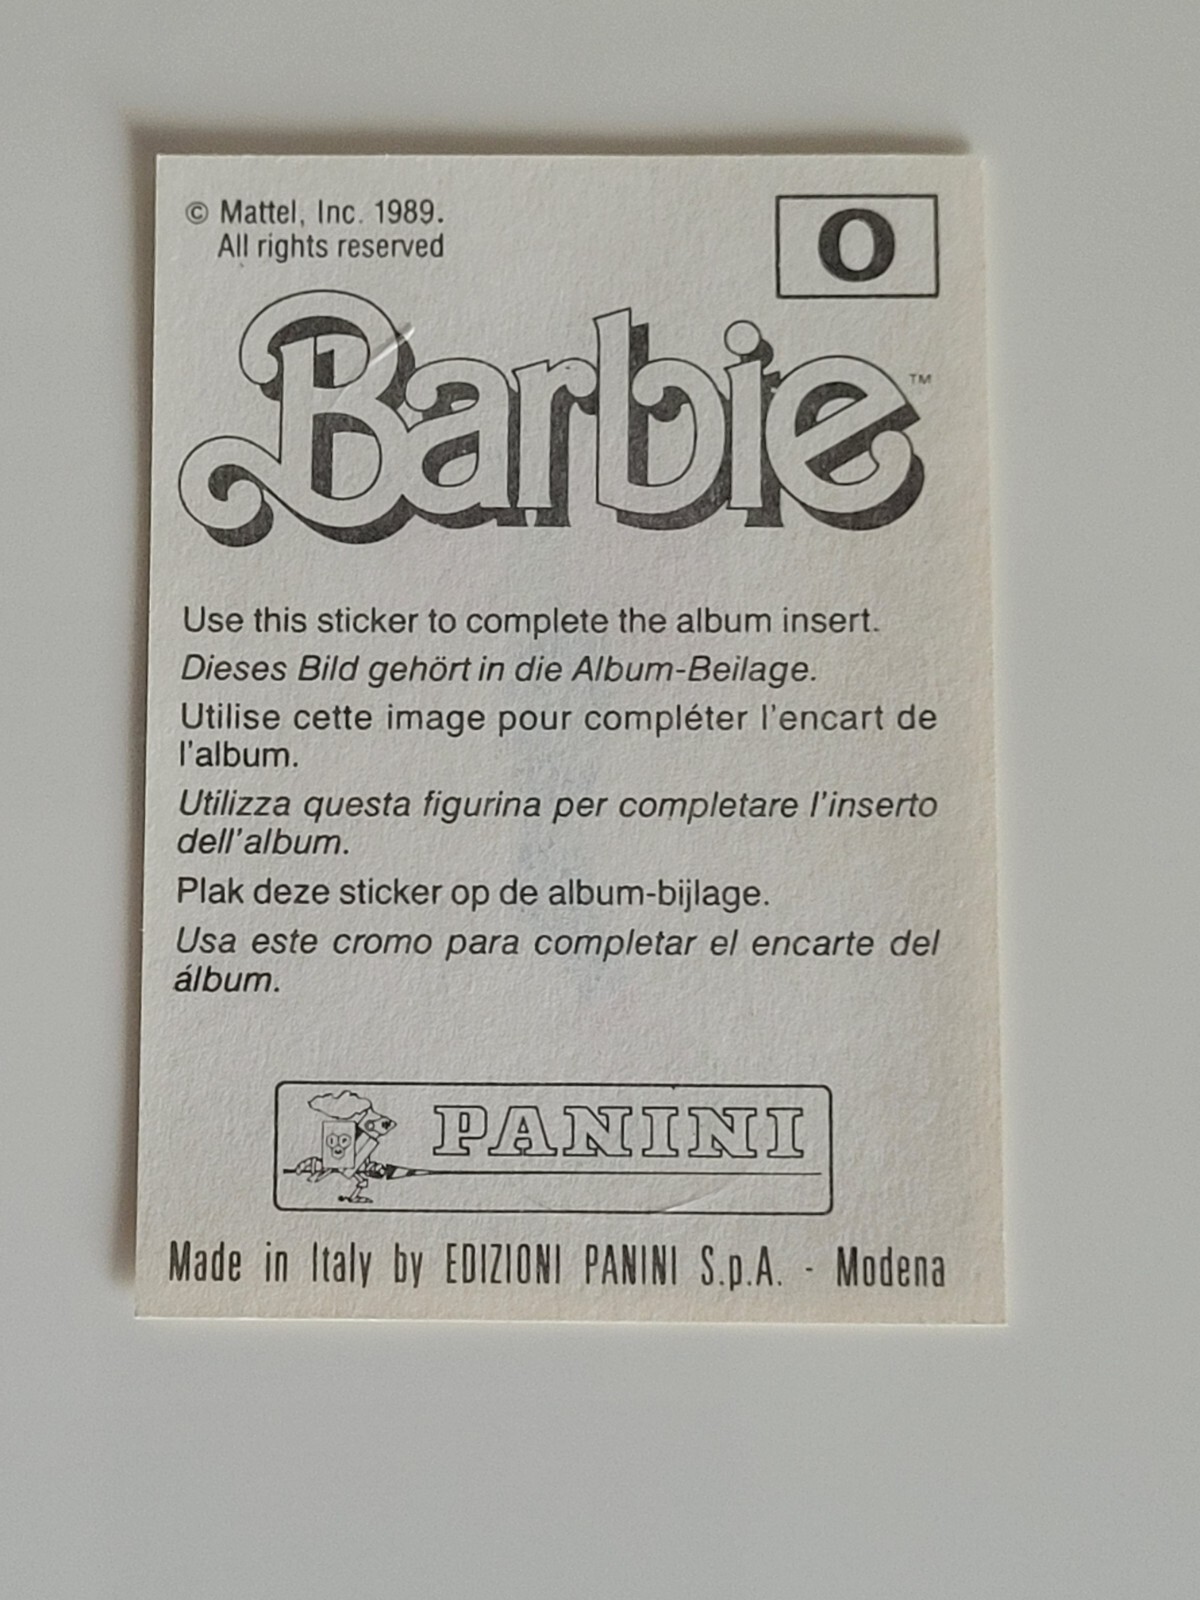 © Mattel, Inc. 1989.
All rights reserved
O
Barbie™
Use this sticker to complete the album insert.
Dieses Bild gehört in die Album-Beilage.
Utilise cette image pour compléter l'encart de
l'album.
Utilizza questa figurina per completare l'inserto
dell'album.
Plak deze sticker op de album-bijlage.
Usa este cromo para completar el encarte del
álbum.
PANINI
Made in Italy by EDIZIONI PANINI S.p.A. - Modena